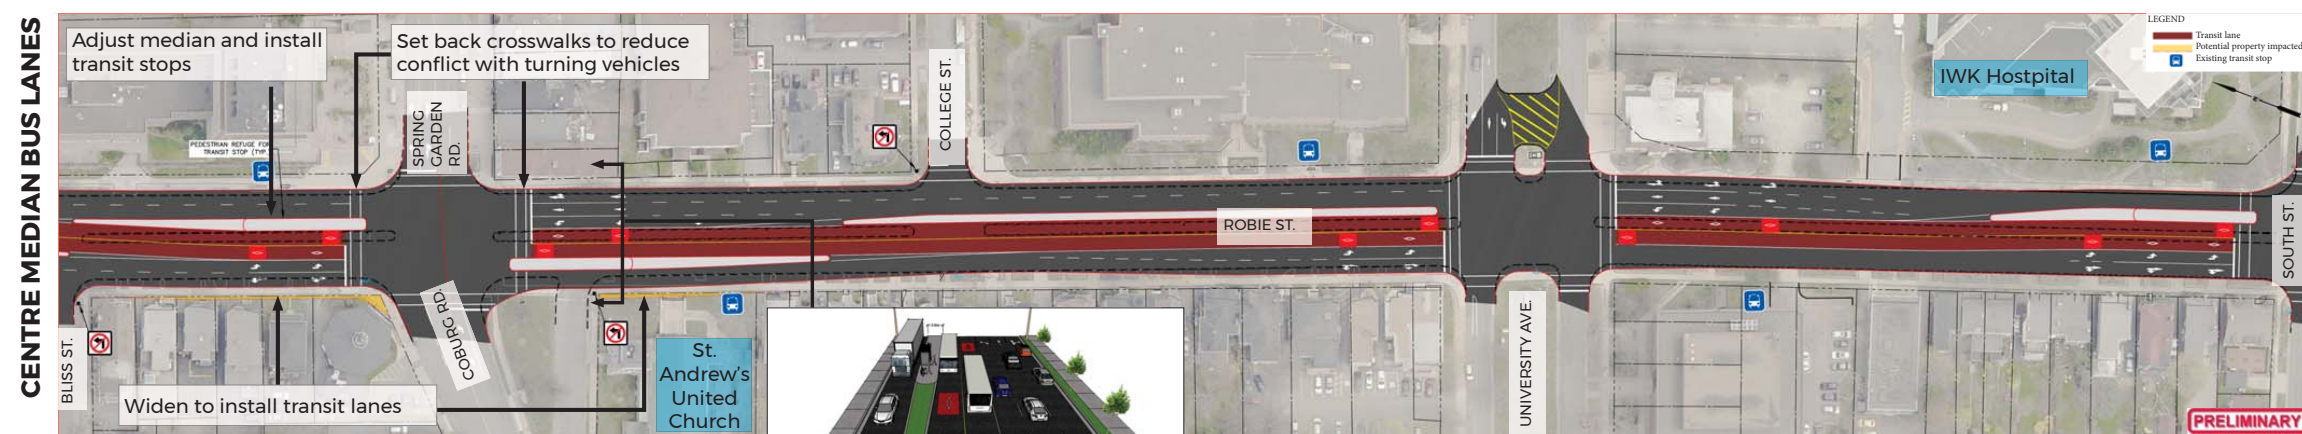 CENTRE MEDIAN BUS LANES
Adjust median and install
transit stops
Set back crosswalks to reduce
conflict with turning vehicles
SPRING
GARDEN
RD.
COLLEGE ST.
LEGEND
Transit lane
Potential property impacted
Existing transit stop
IWK Hostpital
PEDESTRIAN REFUGE FOR
TRANSIT STOP (TYP.)
ROBIE ST.
SOUTH ST.
BLISS ST.
COBURG RD.
UNIVERSITY AVE.
St.
Andrew's
United
Church
Widen to install transit lanes
PRELIMINARY